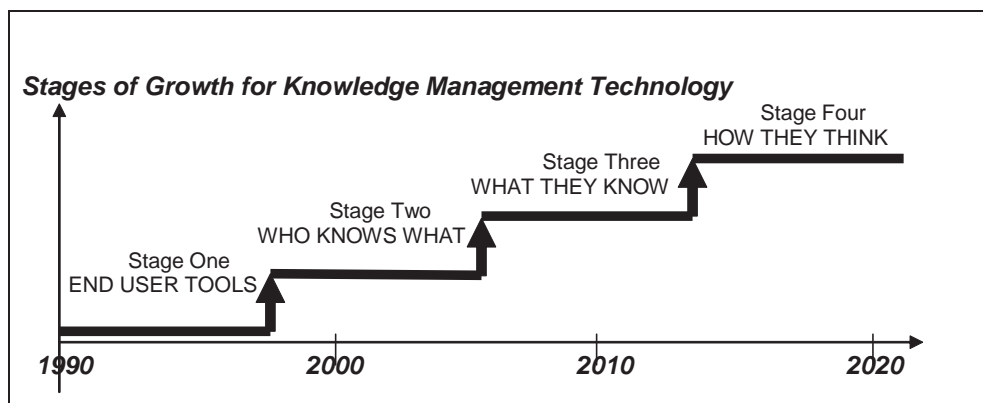 Stages of Growth for Knowledge Management Technology
Stage Four
HOW THEY THINK
Stage Three
WHAT THEY KNOW
Stage Two
WHO KNOWS WHAT
Stage One
END USER TOOLS
1990 2000 2010 2020